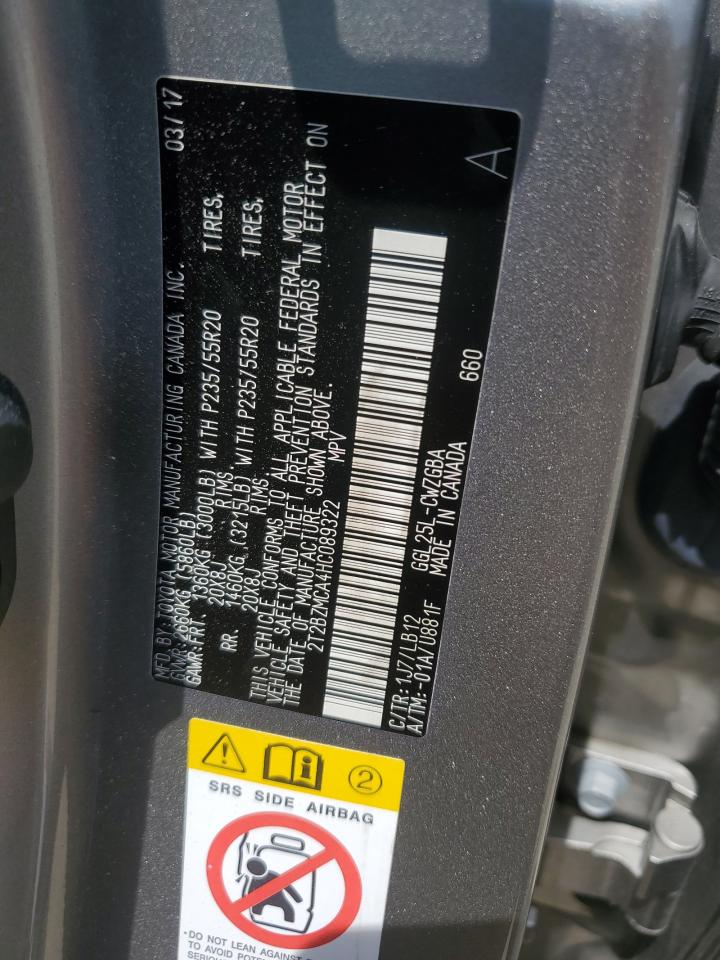 MFD.BY: TOYOTA MOTOR MANUFACTURING CANADA INC. 03/17
GVWR:2660KG (5860LB)
GAWR:FRT 1360KG (3000LB) WITH P235/55R20 TIRES,
20X8J RIMS
RR 1460KG (3215LB) WITH P235/55R20 TIRES,
20X8J RIMS
THIS VEHICLE CONFORMS TO ALL APPLICABLE FEDERAL MOTOR
VEHICLE SAFETY AND THEFT PREVENTION STANDARDS IN EFFECT ON
THE DATE OF MANUFACTURE SHOWN ABOVE.
2T2BZMCA4HC089322 MPV
C/TR:1J7/LB12 GGL25L-CWZGBA 660 A
A/TM:-01A/U881F MADE IN CANADA
2
SRS SIDE AIRBAG
•DO NOT LEAN AGAINST
TO AVOID